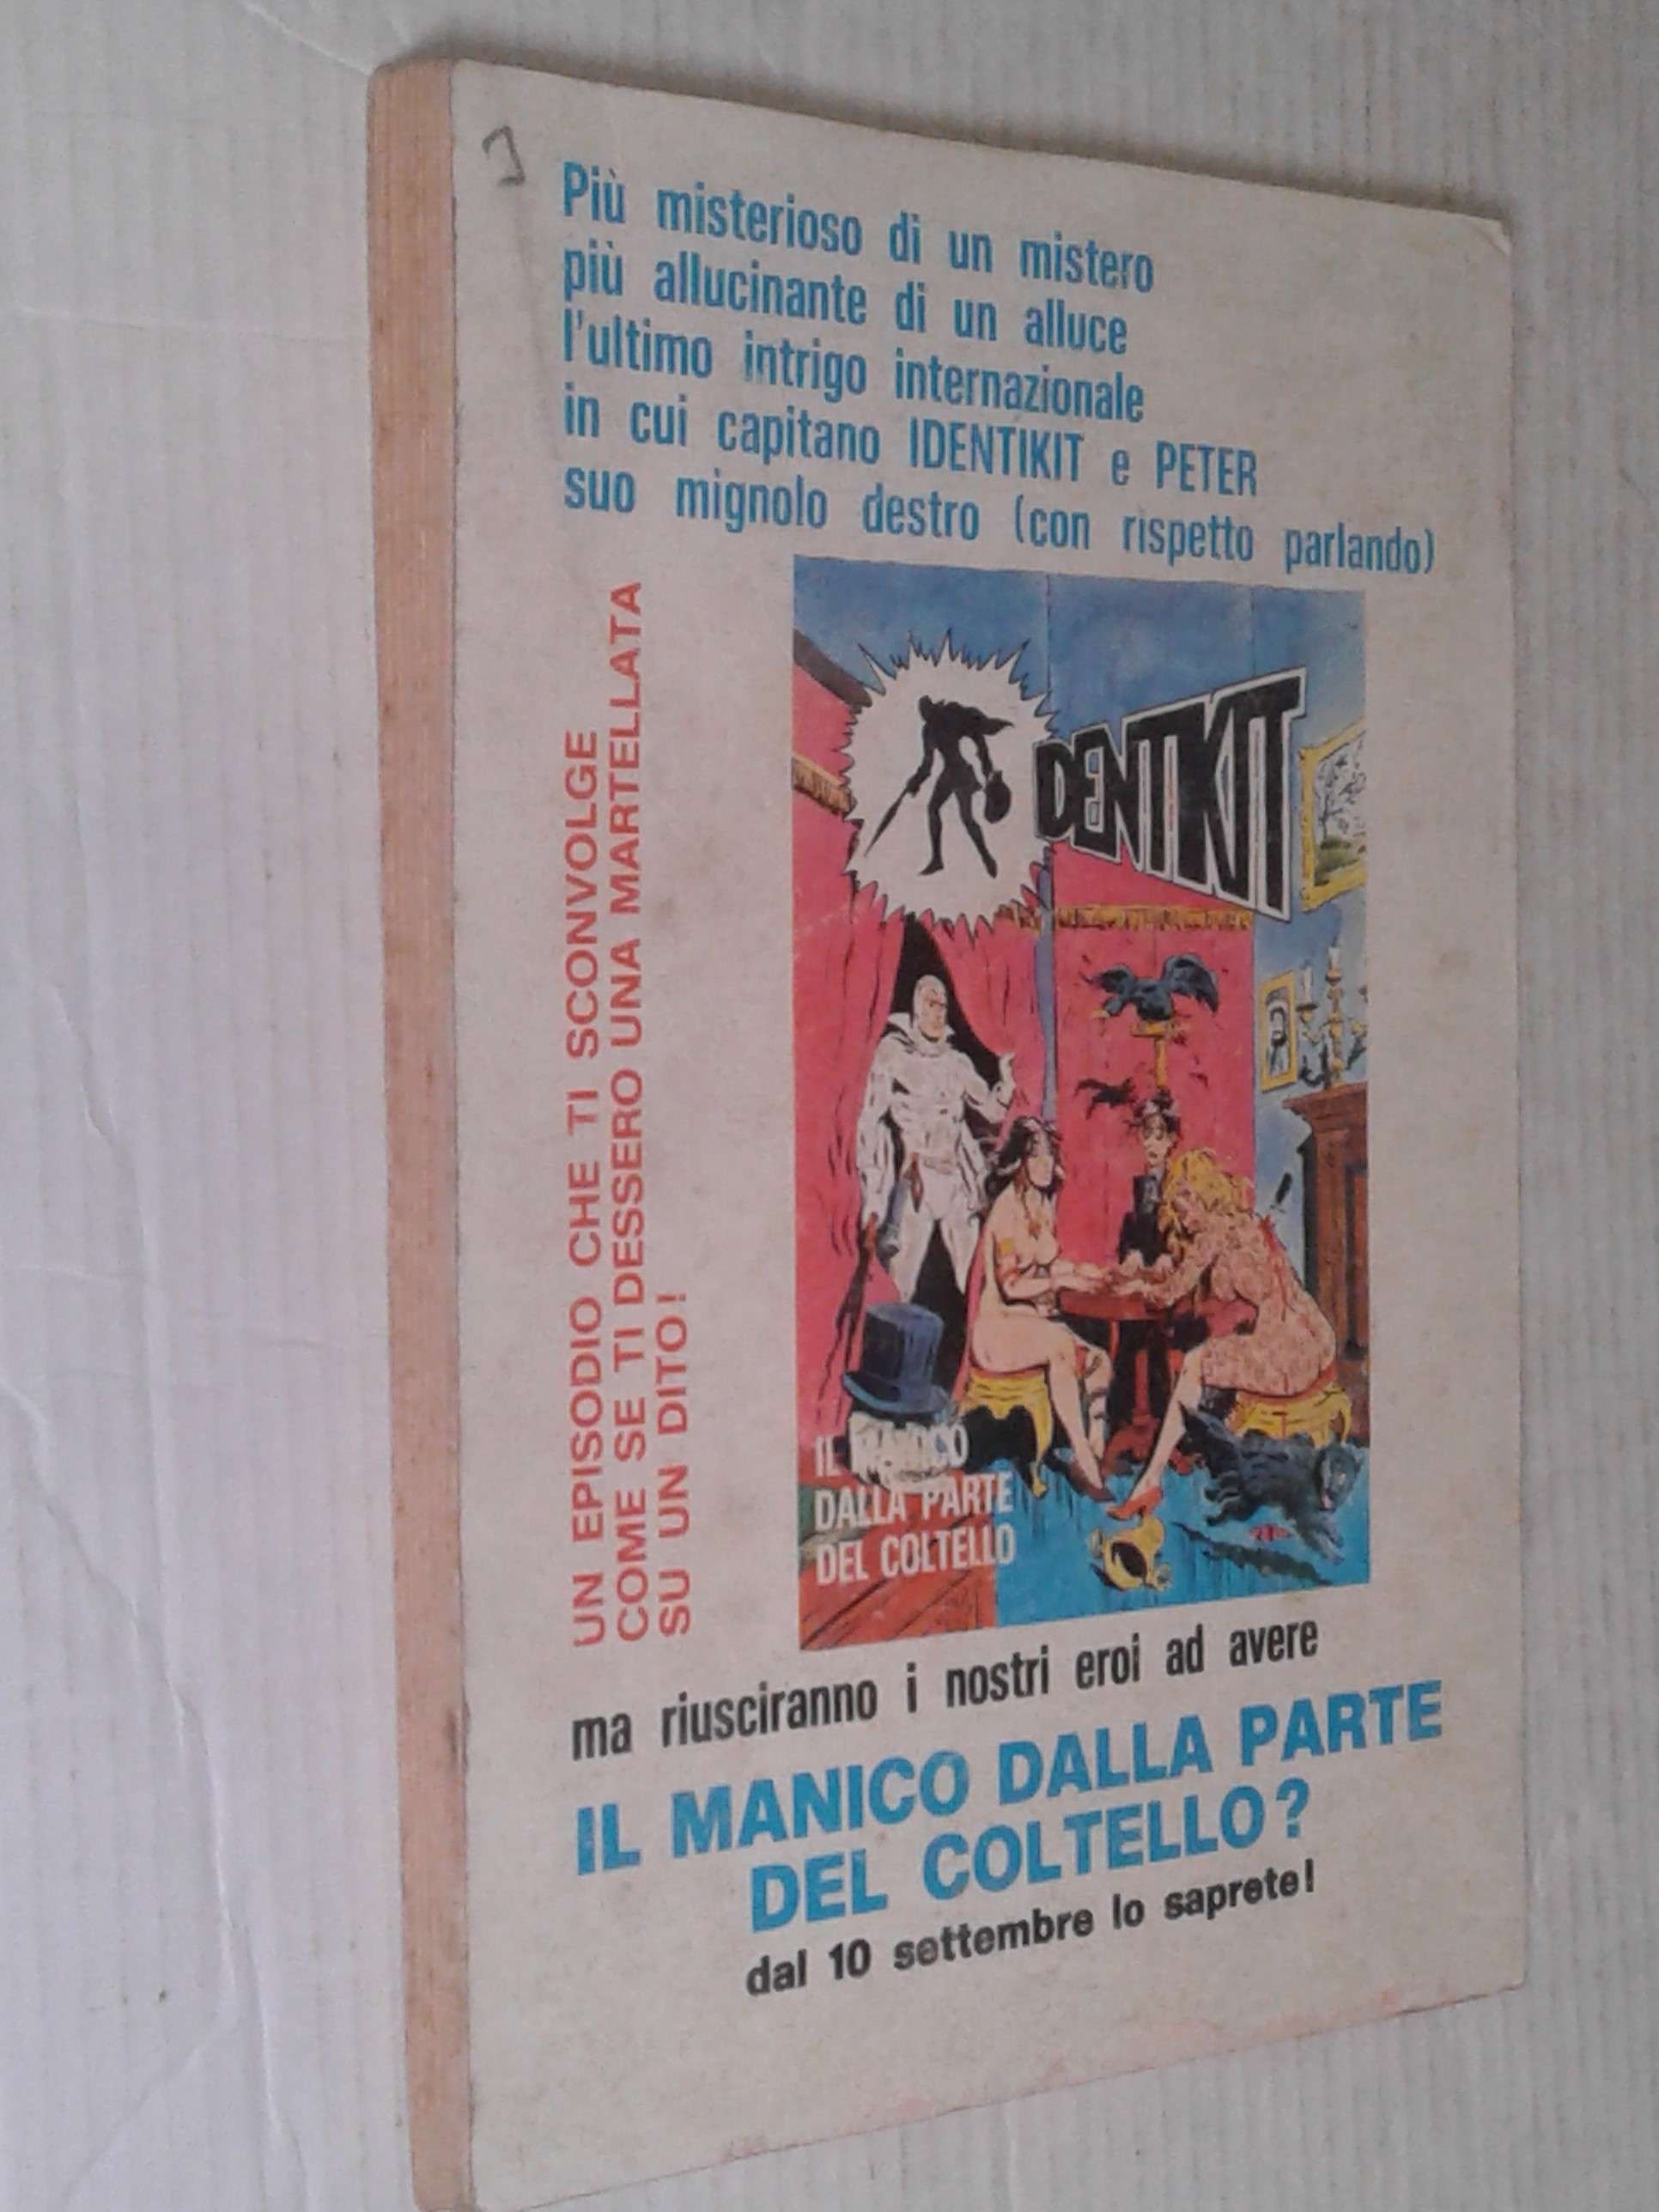 Più misterioso di un mistero
più allucinante di un alluce
l'ultimo intrigo internazionale
in cui capitano IDENTIKIT e PETER
suo mignolo destro (con rispetto parlando)
UN EPISODIO CHE TI SCONVOLGE
COME SE TI DESSERO UNA MARTELLATA
SU UN DITO!
IDENTIKIT
IL MANICO
DALLA PARTE
DEL COLTELLO
ma riusciranno i nostri eroi ad avere
IL MANICO DALLA PARTE
DEL COLTELLO?
dal 10 settembre lo saprete!